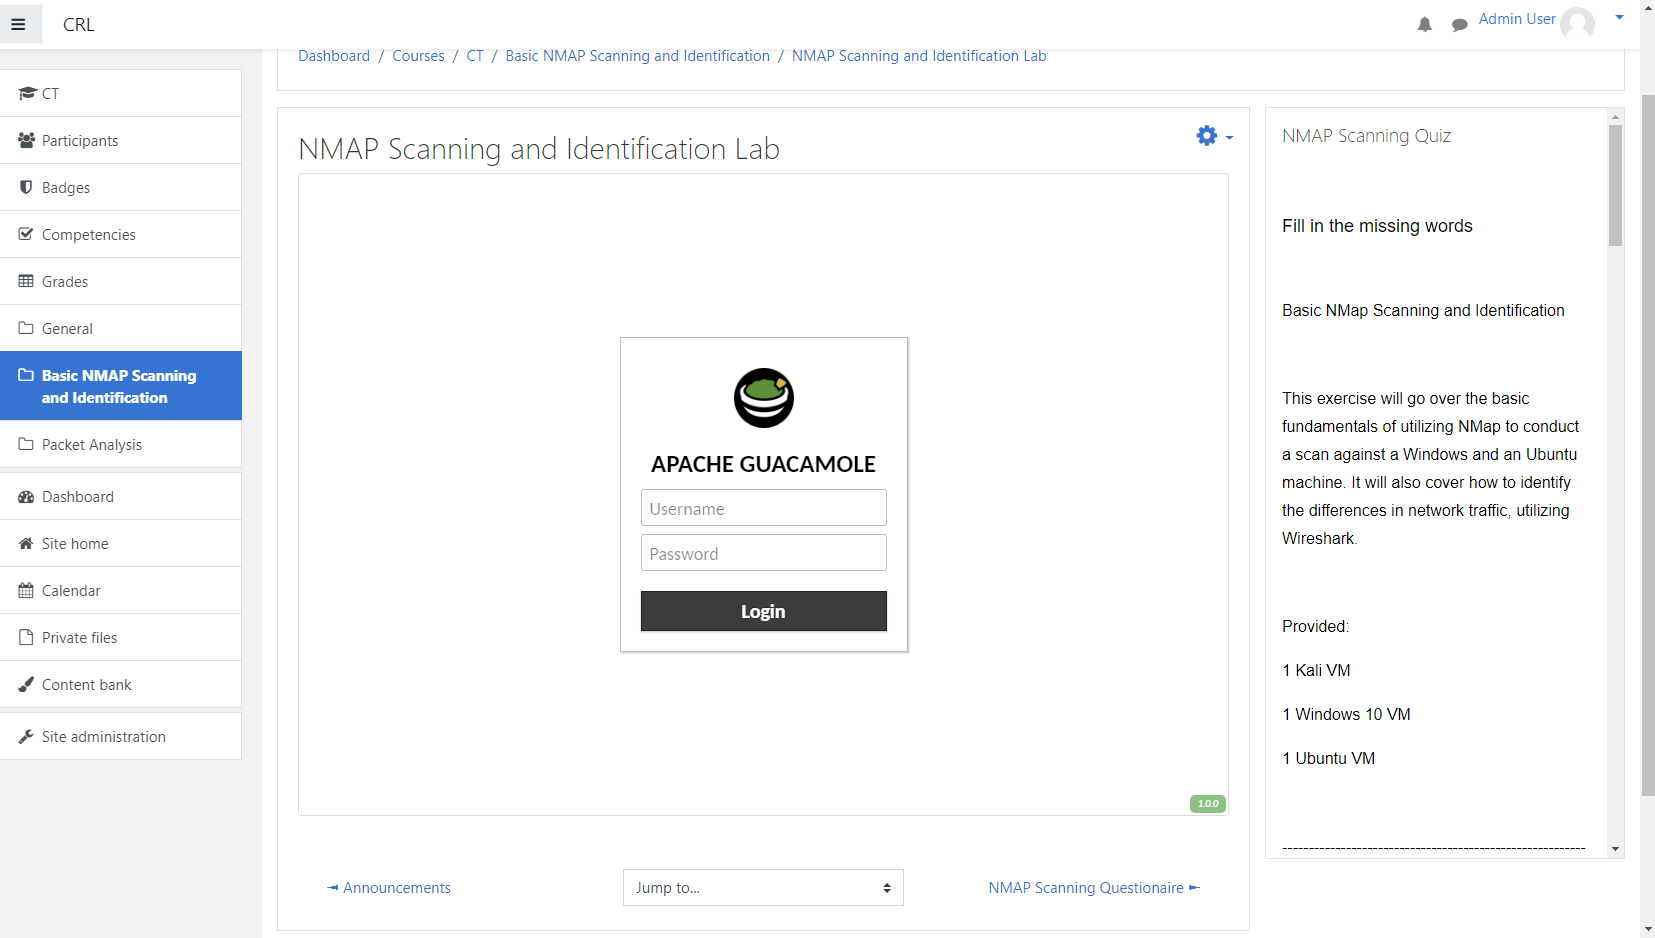 CRL
Admin User
Dashboard / Courses / CT / Basic NMAP Scanning and Identification / NMAP Scanning and Identification Lab
CT
Participants
Badges
Competencies
Grades
General
Basic NMAP Scanning
and Identification
Packet Analysis
Dashboard
Site home
Calendar
Private files
Content bank
Site administration
NMAP Scanning and Identification Lab
APACHE GUACAMOLE
Username
Password
Login
1.0.0
◄ Announcements
Jump to...
NMAP Scanning Questionaire ►
NMAP Scanning Quiz
Fill in the missing words
Basic NMap Scanning and Identification
This exercise will go over the basic
fundamentals of utilizing NMap to conduct
a scan against a Windows and an Ubuntu
machine. It will also cover how to identify
the differences in network traffic, utilizing
Wireshark.
Provided:
1 Kali VM
1 Windows 10 VM
1 Ubuntu VM
---------------------------------------------------------